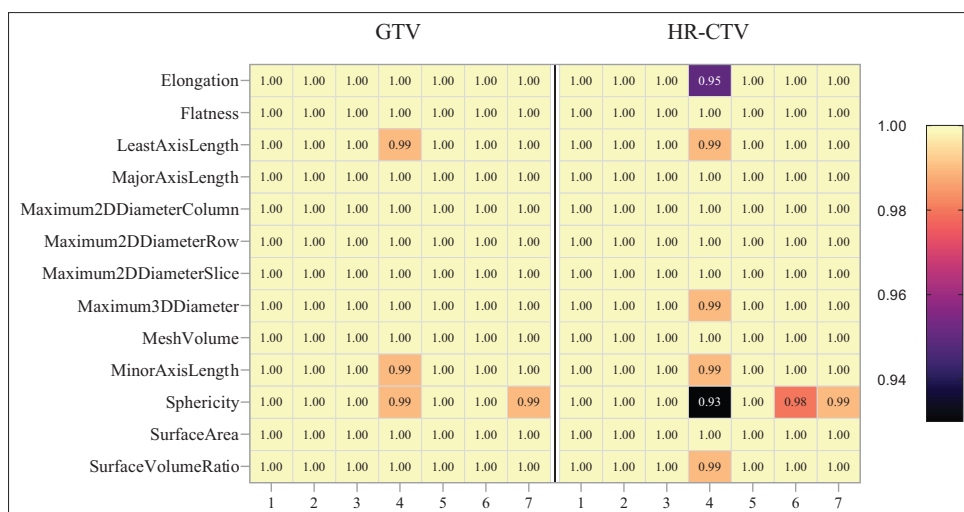 GTV HR-CTV
Elongation 1.00 1.00 1.00 1.00 1.00 1.00 1.00 1.00 1.00 1.00 0.95 1.00 1.00 1.00
Flatness 1.00 1.00 1.00 1.00 1.00 1.00 1.00 1.00 1.00 1.00 1.00 1.00 1.00 1.00
1.00
LeastAxisLength 1.00 1.00 1.00 0.99 1.00 1.00 1.00 1.00 1.00 1.00 0.99 1.00 1.00 1.00
MajorAxisLength 1.00 1.00 1.00 1.00 1.00 1.00 1.00 1.00 1.00 1.00 1.00 1.00 1.00 1.00
Maximum2DDiameterColumn 1.00 1.00 1.00 1.00 1.00 1.00 1.00 1.00 1.00 1.00 1.00 1.00 1.00 1.00
0.98
Maximum2DDiameterRow 1.00 1.00 1.00 1.00 1.00 1.00 1.00 1.00 1.00 1.00 1.00 1.00 1.00 1.00
Maximum2DDiameterSlice 1.00 1.00 1.00 1.00 1.00 1.00 1.00 1.00 1.00 1.00 1.00 1.00 1.00 1.00
0.96
Maximum3DDiameter 1.00 1.00 1.00 1.00 1.00 1.00 1.00 1.00 1.00 1.00 0.99 1.00 1.00 1.00
MeshVolume 1.00 1.00 1.00 1.00 1.00 1.00 1.00 1.00 1.00 1.00 1.00 1.00 1.00 1.00
MinorAxisLength 1.00 1.00 1.00 0.99 1.00 1.00 1.00 1.00 1.00 1.00 0.99 1.00 1.00 1.00
0.94
Sphericity 1.00 1.00 1.00 0.99 1.00 1.00 0.99 1.00 1.00 1.00 0.93 1.00 0.98 0.99
SurfaceArea 1.00 1.00 1.00 1.00 1.00 1.00 1.00 1.00 1.00 1.00 1.00 1.00 1.00 1.00
SurfaceVolumeRatio 1.00 1.00 1.00 1.00 1.00 1.00 1.00 1.00 1.00 1.00 0.99 1.00 1.00 1.00
1 2 3 4 5 6 7 1 2 3 4 5 6 7